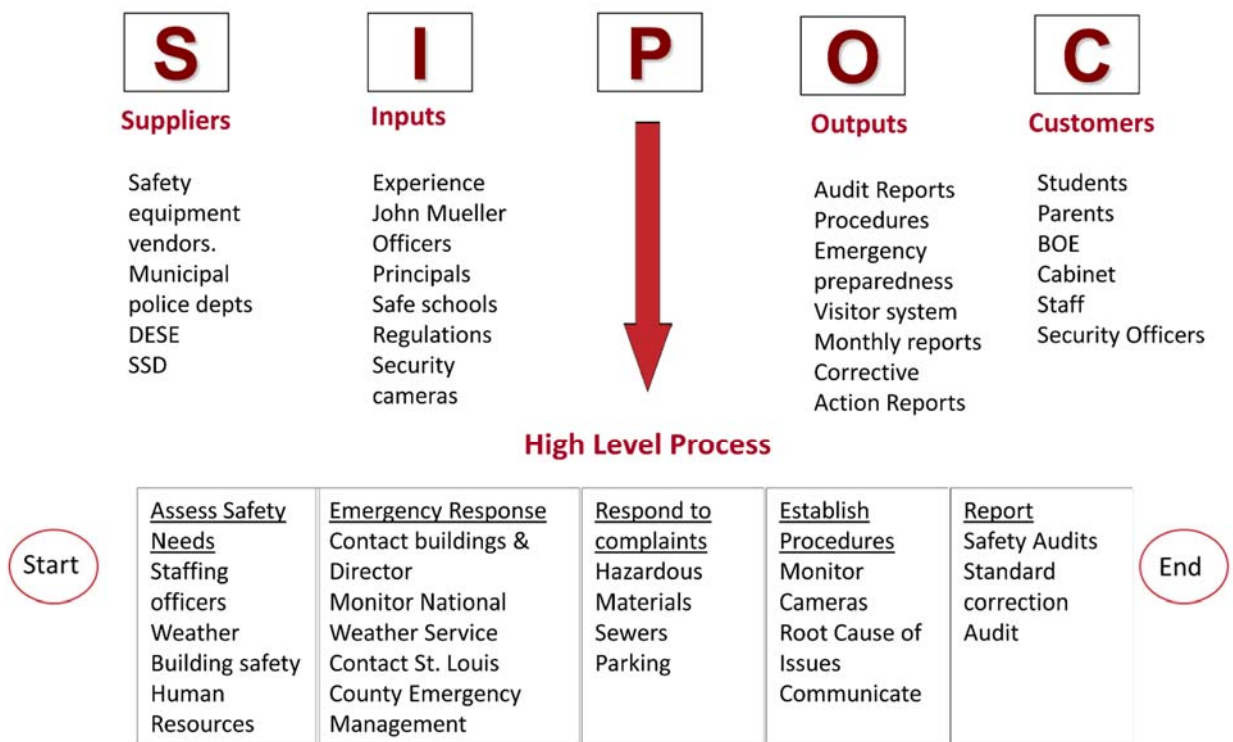 S
I
P
O
C
Suppliers
Inputs
Outputs
Customers
Safety
equipment
vendors.
Municipal
police depts
DESE
SSD
Experience
John Mueller
Officers
Principals
Safe schools
Regulations
Security
cameras
Audit Reports
Procedures
Emergency
preparedness
Visitor system
Monthly reports
Corrective
Action Reports
Students
Parents
BOE
Cabinet
Staff
Security Officers
High Level Process
Start
Assess Safety
Needs
Staffing
officers
Weather
Building safety
Human
Resources
Emergency Response
Contact buildings &
Director
Monitor National
Weather Service
Contact St. Louis
County Emergency
Management
Respond to
complaints
Hazardous
Materials
Sewers
Parking
Establish
Procedures
Monitor
Cameras
Root Cause of
Issues
Communicate
Report
Safety Audits
Standard
correction
Audit
End